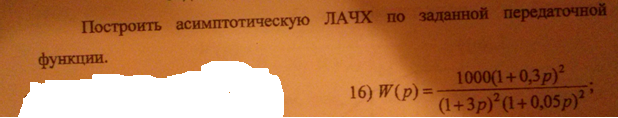 Построить асимптотическую ЛАЧХ по заданной передаточной
функции.
16) W(p) = 1000(1+0,3p)² / (1+3p)²(1+0,05p)² ;